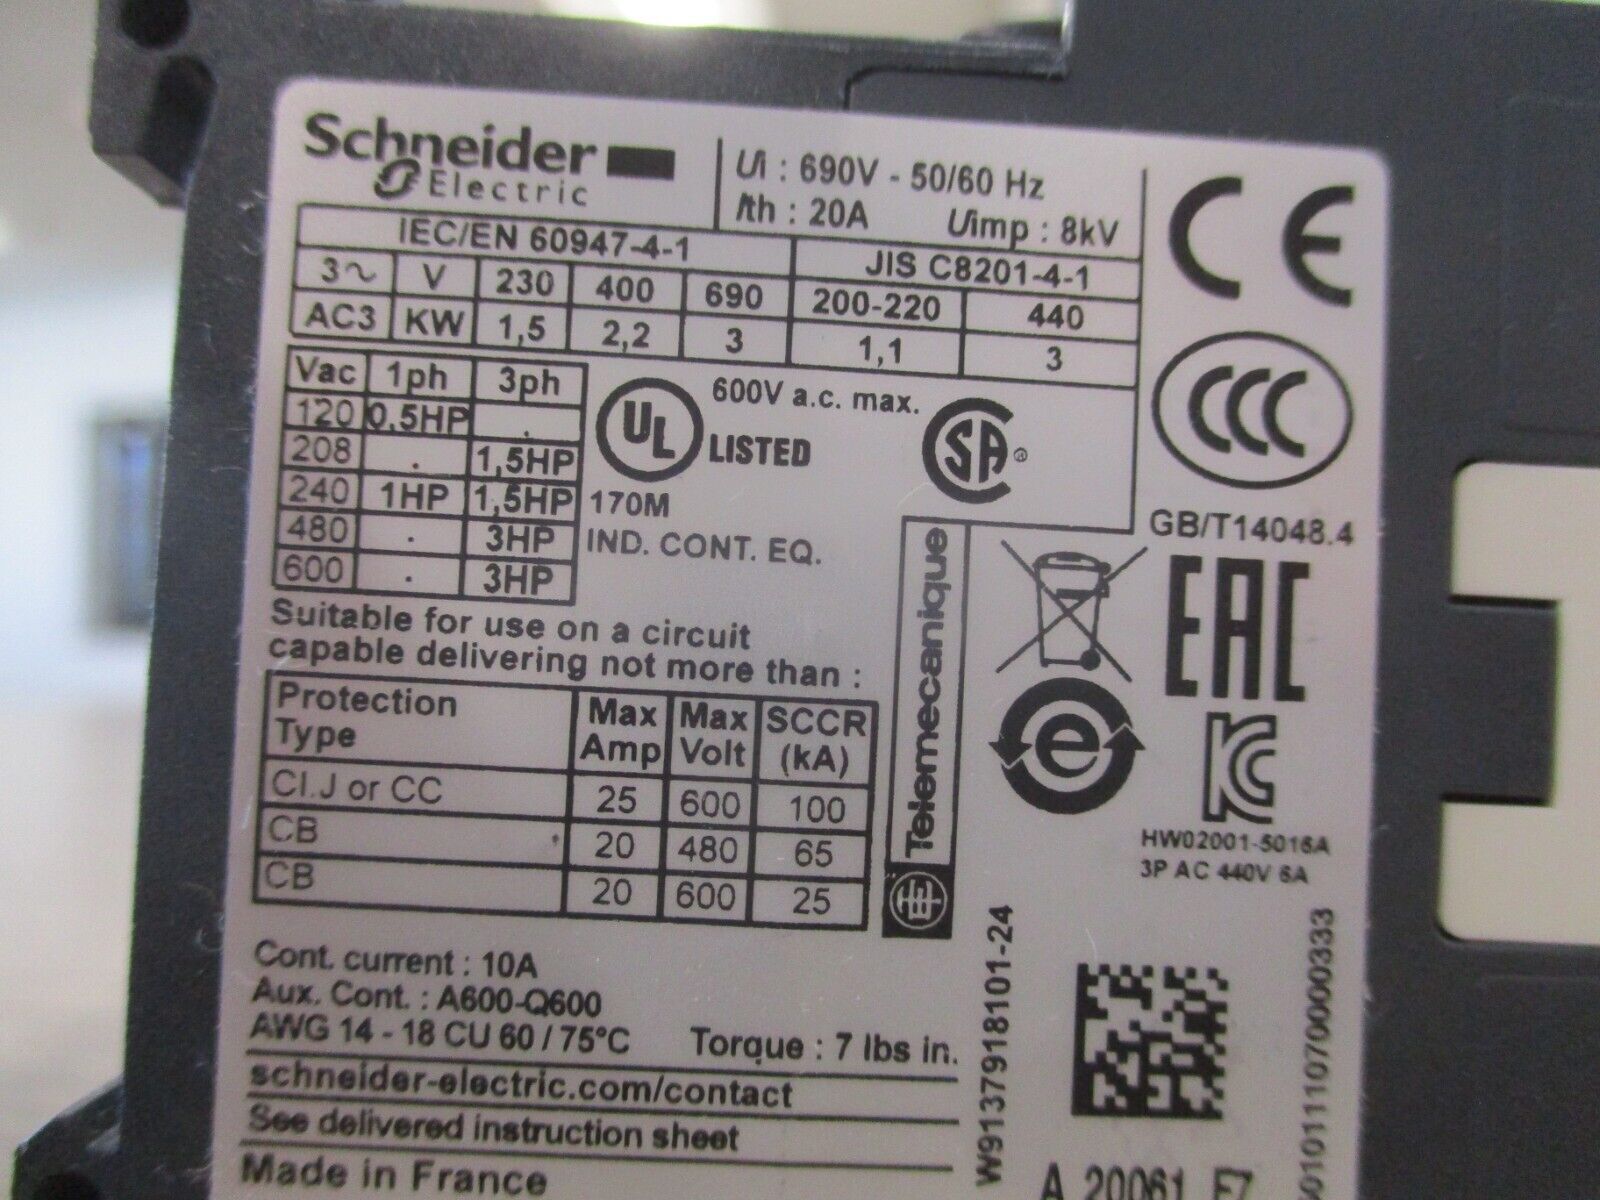 Schneider
Electric
Ui : 690V - 50/60 Hz
Ith : 20A Uimp : 8kV
IEC/EN 60947-4-1 JIS C8201-4-1
3~ V 230 400 690 200-220 440
AC3 KW 1,5 2,2 3 1,1 3
Vac 1ph 3ph
120 0.5HP .
208 . 1,5HP
240 1HP 1,5HP
480 . 3HP
600 . 3HP
UL LISTED
600V a.c. max.
SA
170M
IND. CONT. EQ.
CE
CCC
GB/T14048.4
EAC
Suitable for use on a circuit
capable delivering not more than :
Protection Type Max Amp Max Volt SCCR (kA)
Cl.J or CC 25 600 100
CB 20 480 65
CB 20 600 25
Telemecanique
e
KC
HW02001-5016A
3P AC 440V 6A
Cont. current : 10A
Aux. Cont. : A600-Q600
AWG 14 - 18 CU 60 / 75°C Torque : 7 lbs in.
schneider-electric.com/contact
See delivered instruction sheet
Made in France
W9137918101-24
A 20061 F7